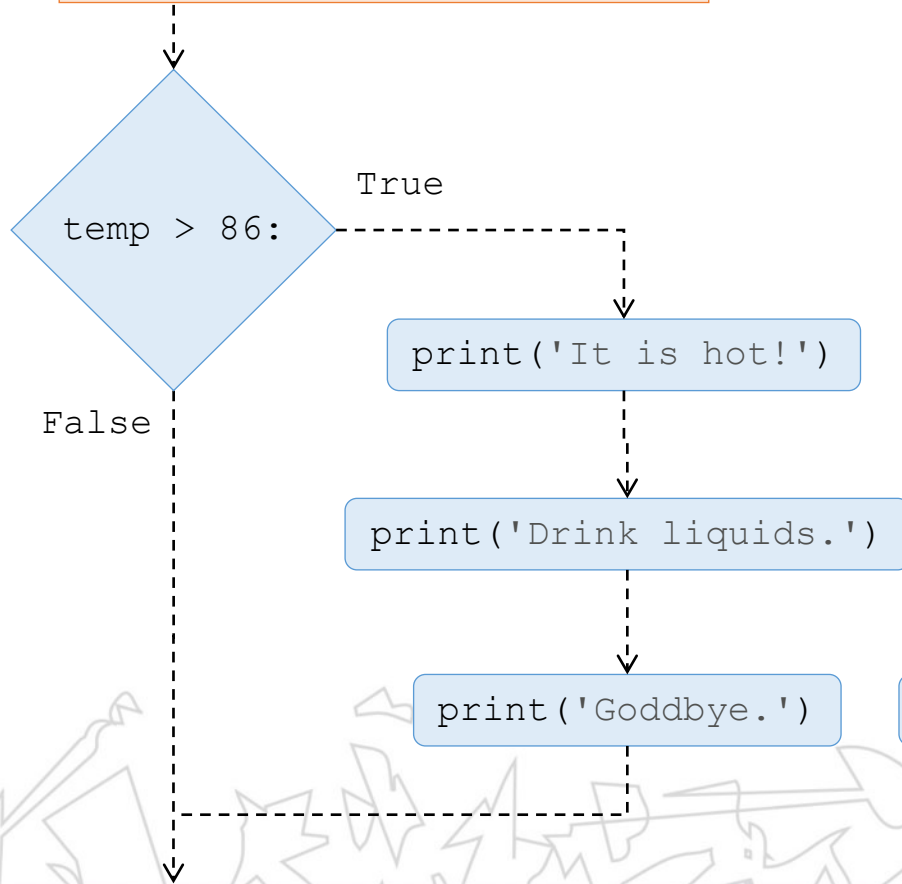 True
temp > 86:
print('It is hot!')
False
print('Drink liquids.')
print('Goddbye.')